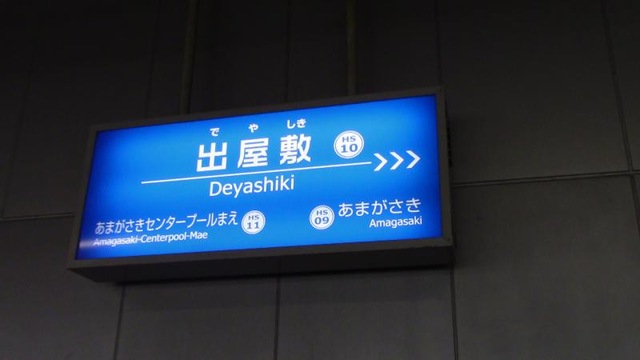 で や しき
出屋敷 HS 10
Deyashiki
あまがさきセンタープールまえ HS 11
Amagasaki-Centerpool-Mae
HS 09 あまがさき
Amagasaki